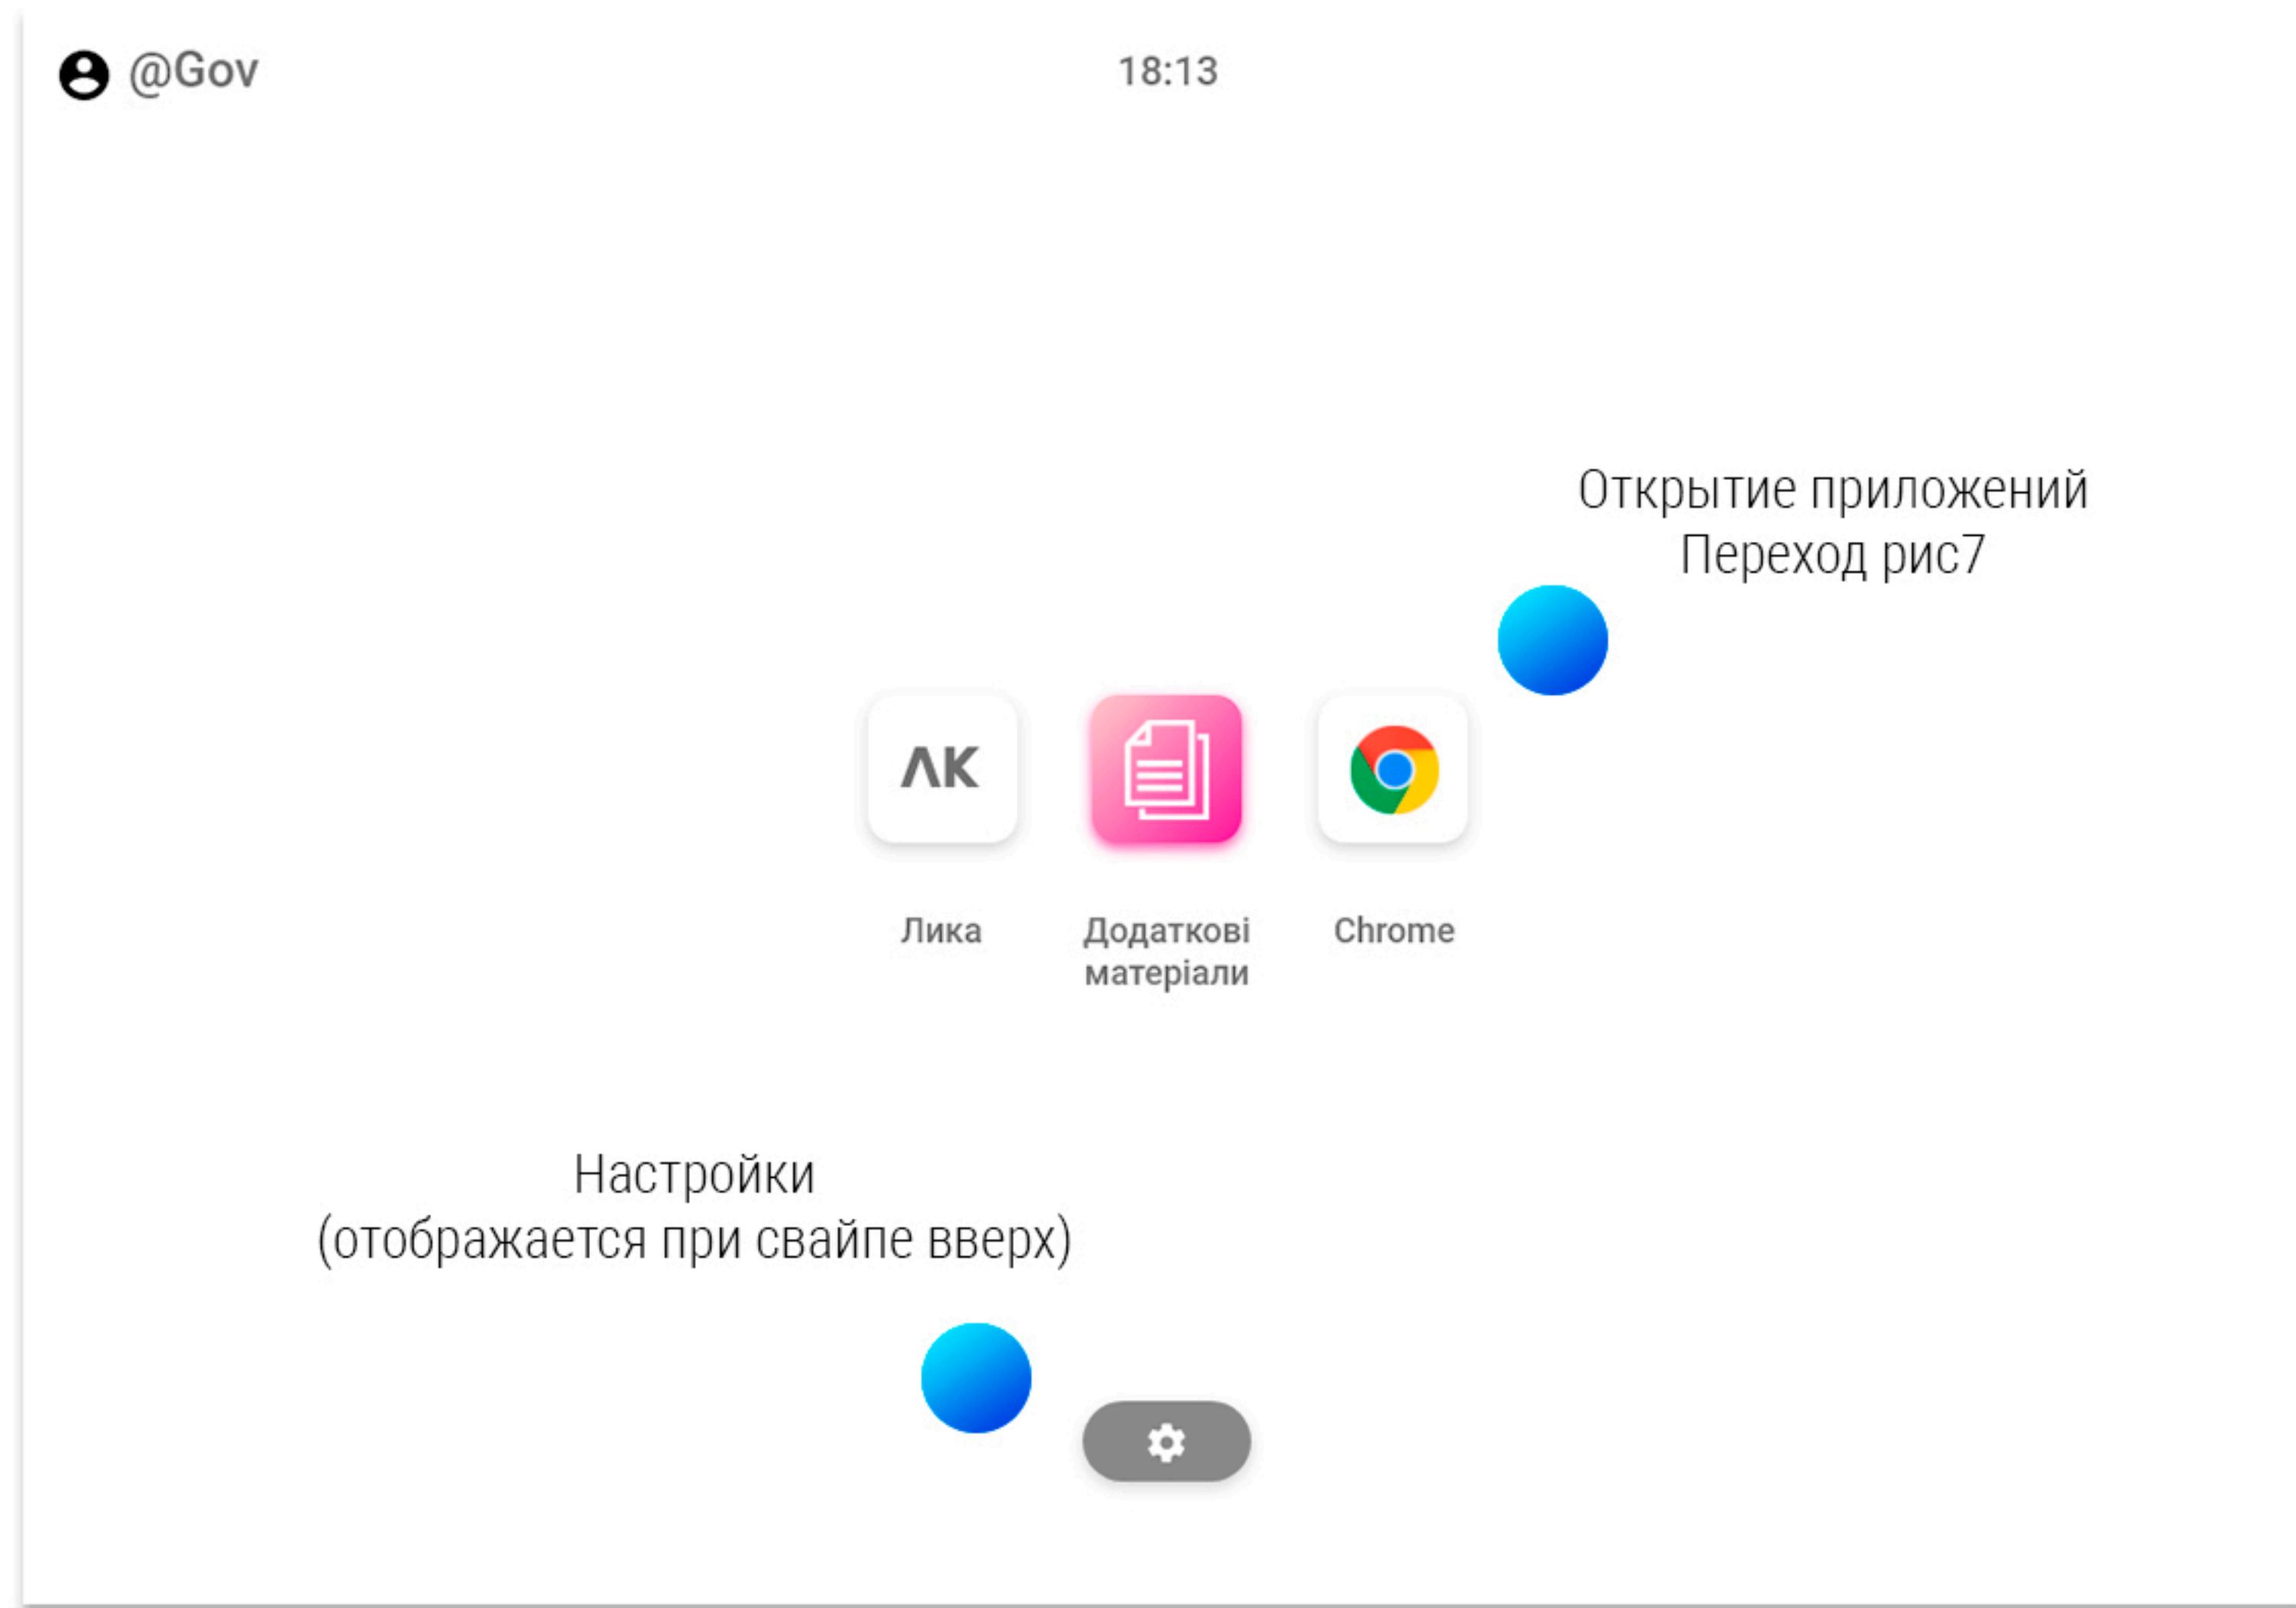 @Gov
18:13
Открытие приложений
Переход рис7
ΛK
Лика
Додаткові
матеріали
Chrome
Настройки
(отображается при свайпе вверх)